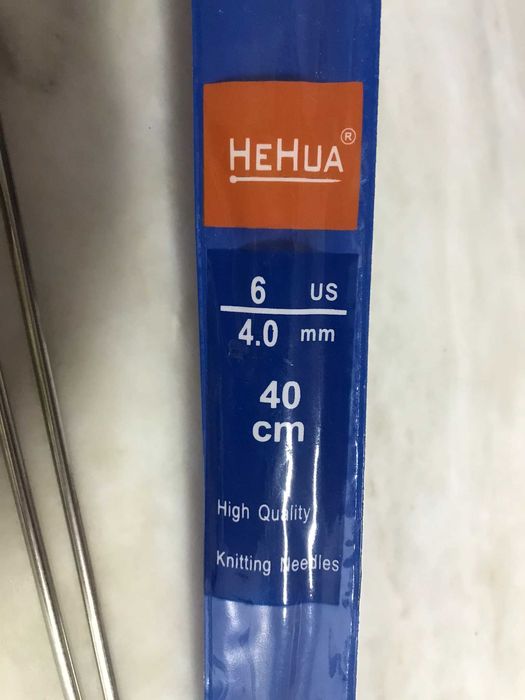 HEHUA®
6 US
4.0 mm
40
cm
High Quality
Knitting Needles